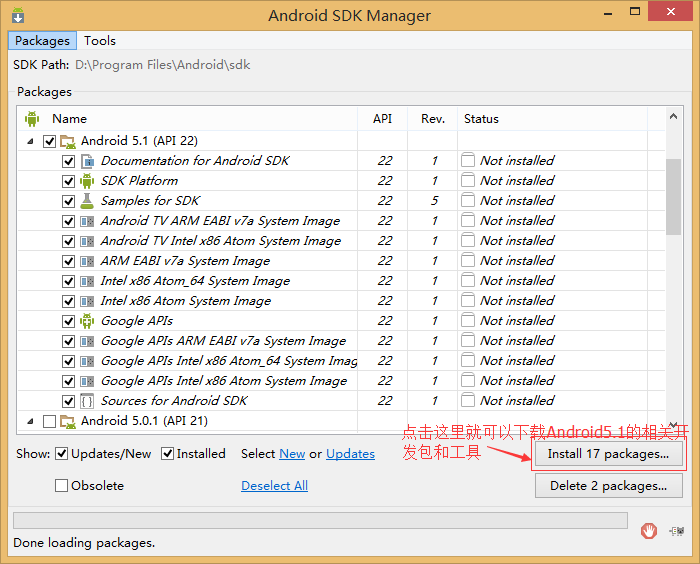 Android SDK Manager
Packages Tools
SDK Path: D:\Program Files\Android\sdk
Packages
Name API Rev. Status
Android 5.1 (API 22)
Documentation for Android SDK 22 1 Not installed
SDK Platform 22 1 Not installed
Samples for SDK 22 5 Not installed
Android TV ARM EABI v7a System Image 22 1 Not installed
Android TV Intel x86 Atom System Image 22 1 Not installed
ARM EABI v7a System Image 22 1 Not installed
Intel x86 Atom_64 System Image 22 1 Not installed
Intel x86 Atom System Image 22 1 Not installed
Google APIs 22 1 Not installed
Google APIs ARM EABI v7a System Image 22 1 Not installed
Google APIs Intel x86 Atom_64 System Imag 22 1 Not installed
Google APIs Intel x86 Atom System Image 22 1 Not installed
Sources for Android SDK 22 1 Not installed
Android 5.0.1 (API 21)
点击这里就可以下载Android5.1的相关开
发包和工具
Show: Updates/New Installed Select New or Updates Install 17 packages...
Obsolete Deselect All Delete 2 packages...
Done loading packages.